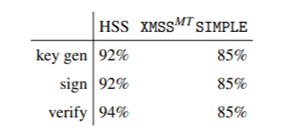 HSS XMSS^MT SIMPLE
key gen 92% 85%
sign 92% 85%
verify 94% 85%